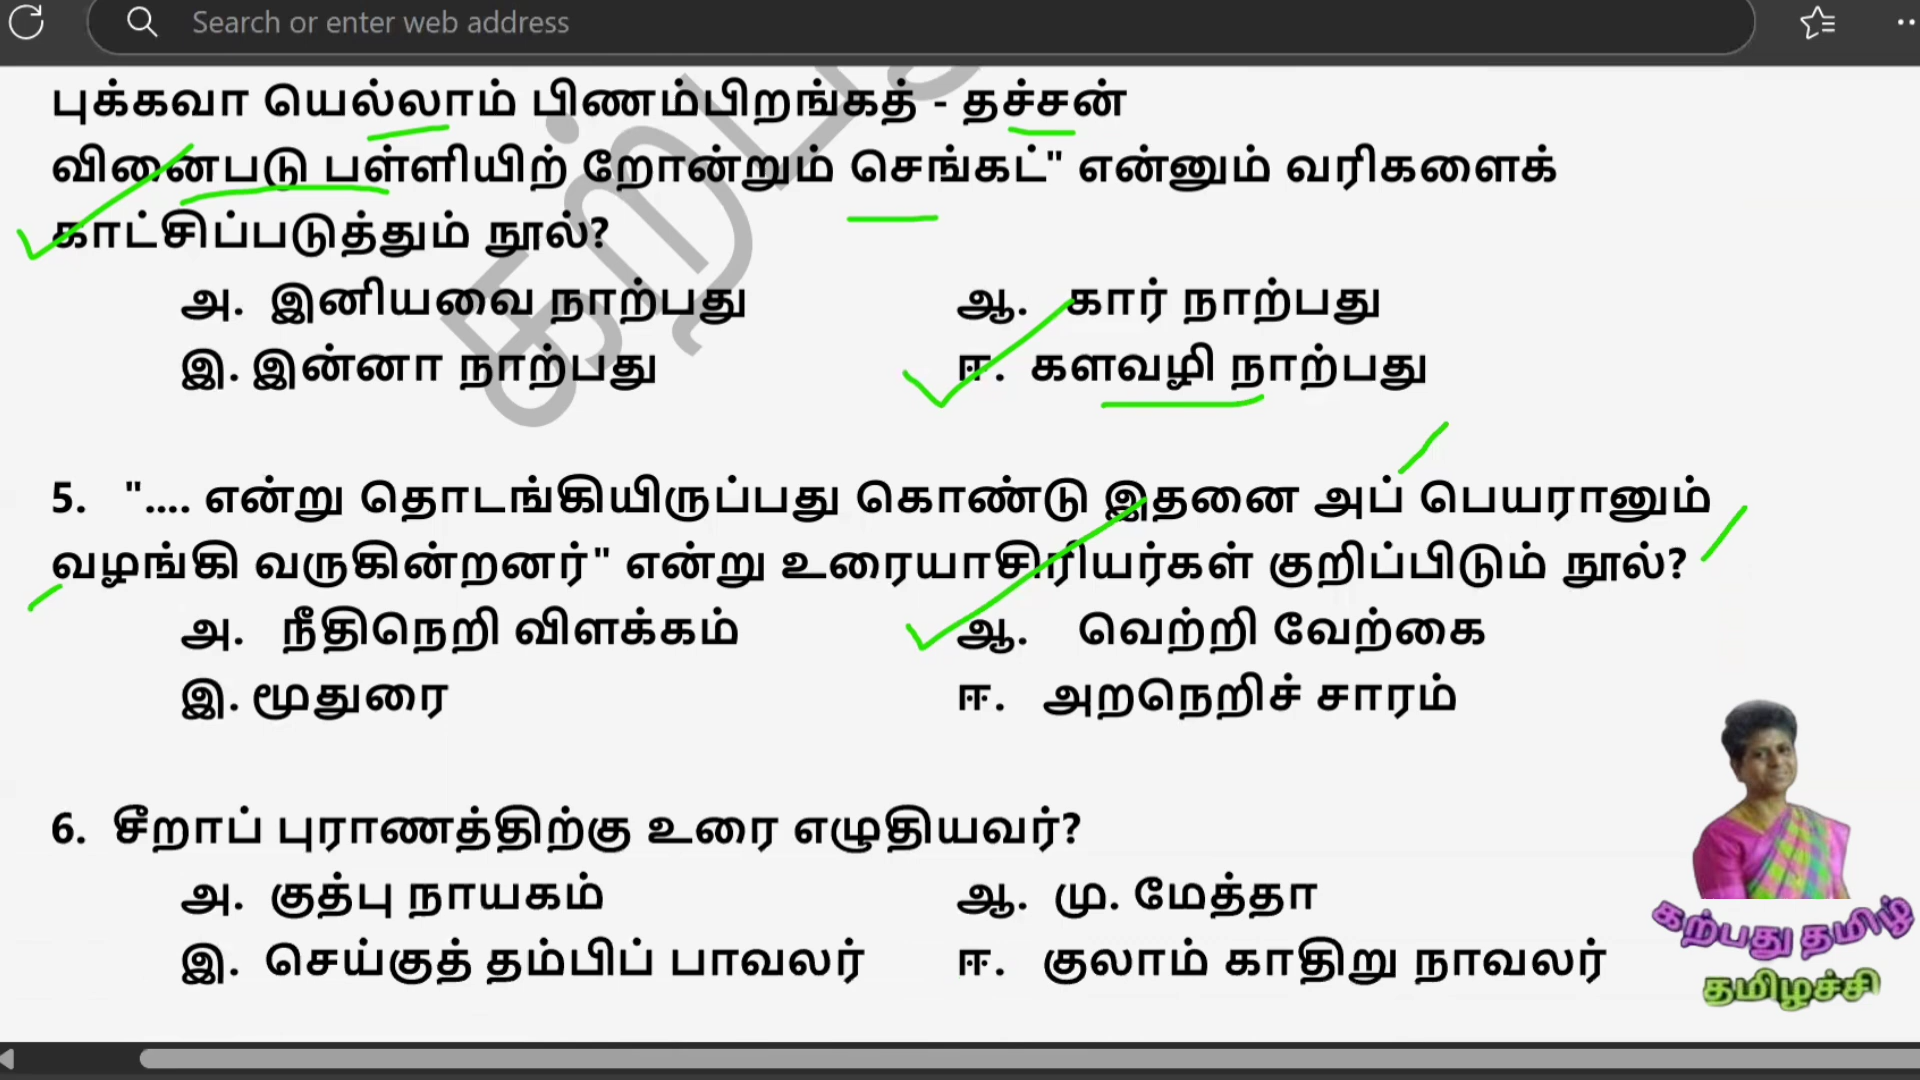 Search or enter web address
புக்கவா யெல்லாம் பிணம்பிறங்கத் - தச்சன்
வினைபடு பள்ளியிற் றோன்றும் செங்கட்" என்னும் வரிகளைக்
காட்சிப்படுத்தும் நூல்?
அ. இனியவை நாற்பது ஆ. கார் நாற்பது
இ. இன்னா நாற்பது ஈ. களவழி நாற்பது
5. ".... என்று தொடங்கியிருப்பது கொண்டு இதனை அப் பெயரானும்
வழங்கி வருகின்றனர்" என்று உரையாசிரியர்கள் குறிப்பிடும் நூல்?
அ. நீதிநெறி விளக்கம் ஆ. வெற்றி வேற்கை
இ. மூதுரை ஈ. அறநெறிச் சாரம்
6. சீறாப் புராணத்திற்கு உரை எழுதியவர்?
அ. குத்பு நாயகம் ஆ. மு. மேத்தா
இ. செய்குத் தம்பிப் பாவலர் ஈ. குலாம் காதிறு நாவலர்
கற்பது தமிழ்
தமிழச்சி